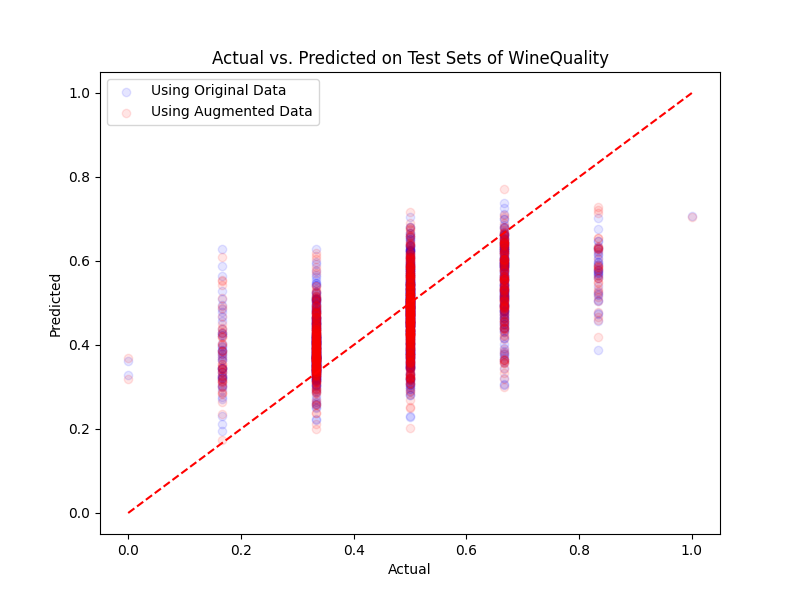 Actual vs. Predicted on Test Sets of WineQuality
Using Original Data
Using Augmented Data
1.0
0.8
0.6
0.4
0.2
0.0
Predicted
0.0 0.2 0.4 0.6 0.8 1.0
Actual